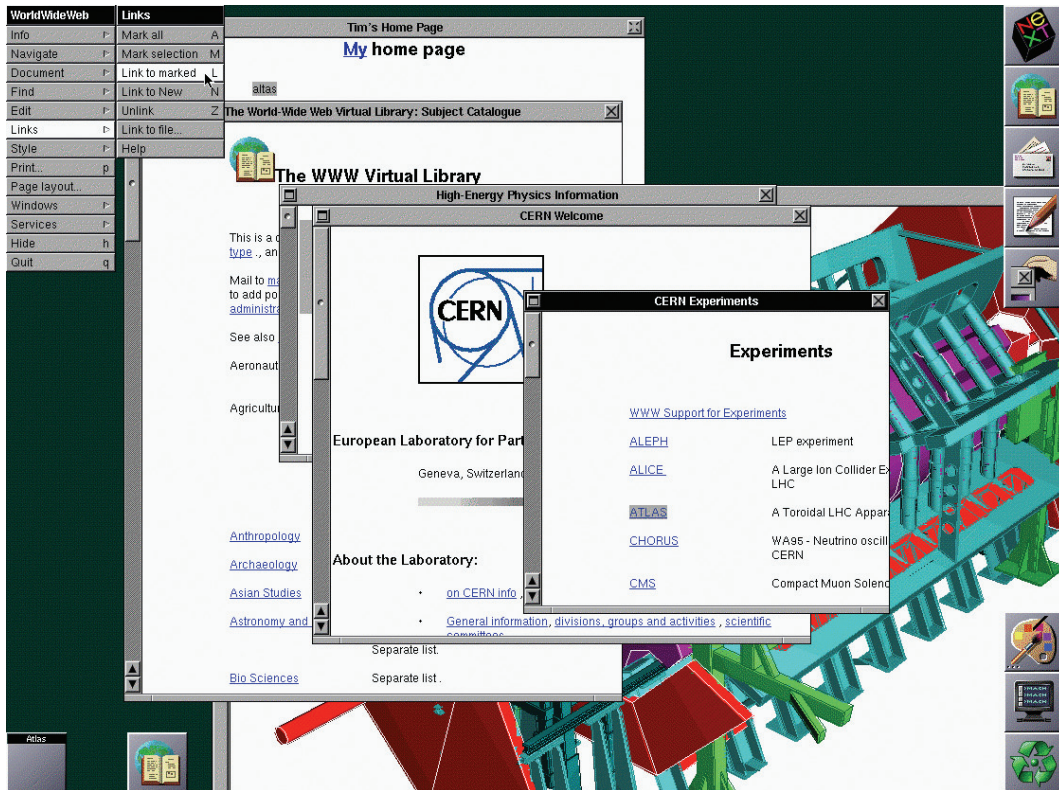 WorldWideWeb
Info
Navigate
Document
Find
Edit
Links
Style
Print... p
Page layout...
Windows
Services
Hide h
Quit q
Links
Mark all A
Mark selection M
Link to marked L
Link to New N
Unlink Z
Link to file...
Help
Tim's Home Page
My home page
altas
The World-Wide Web Virtual Library: Subject Catalogue
The WWW Virtual Library
This is a
type ., an
Mail to
to add po
administra
See also
Aeronaut
Agricultu
Anthropology
Archaeology
Asian Studies
Astronomy and
Separate list.
Bio Sciences Separate list .
High-Energy Physics Information
CERN Welcome
CERN
European Laboratory for Part
Geneva, Switzerland
About the Laboratory:
• on CERN info ,
• General information, divisions, groups and activities , scientific
committees
CERN Experiments
Experiments
WWW Support for Experiments
ALEPH LEP experiment
ALICE A Large Ion Collider Ex
LHC
ATLAS A Toroidal LHC Appara
CHORUS WA95 - Neutrino oscill
CERN
CMS Compact Muon Soleno
NeXT
Atlas